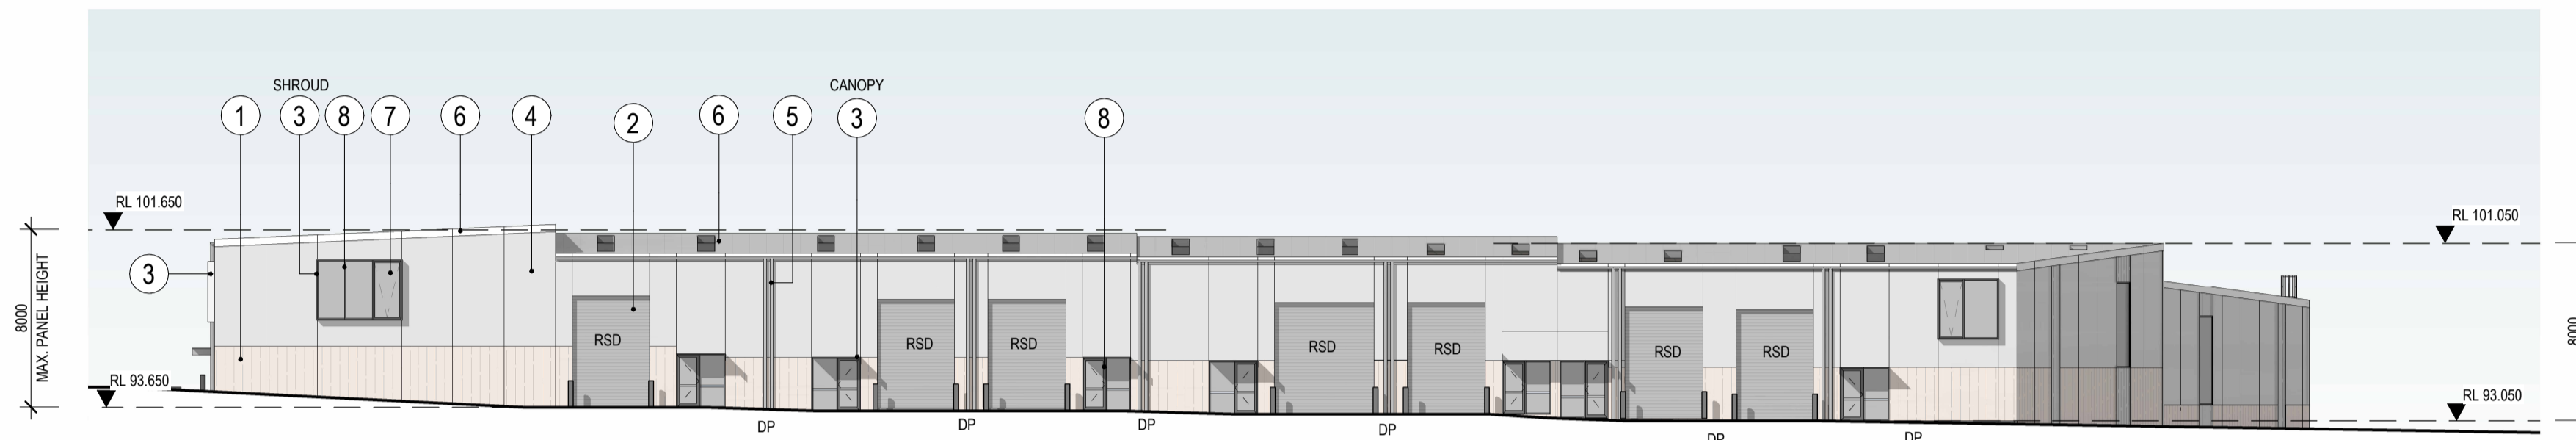 SHROUD
CANOPY
1
3
8
7
6
4
2
6
5
3
8
RL 101.650
RL 101.050
3
8000
MAX. PANEL HEIGHT
8000
RSD
RSD
RSD
RSD
RSD
RSD
RSD
RL 93.650
RL 93.050
DP
DP
DP
DP
DP
DP